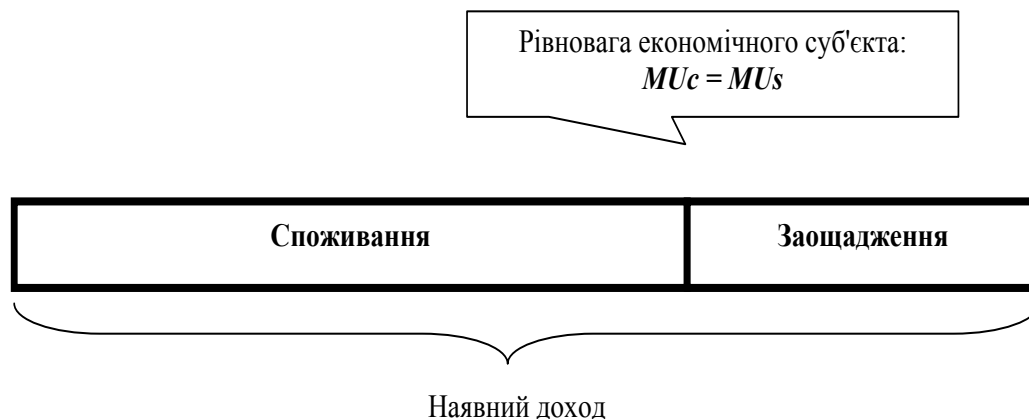 Рівновага економічного суб'єкта:
MUc = MUs
Споживання
Заощадження
Наявний доход